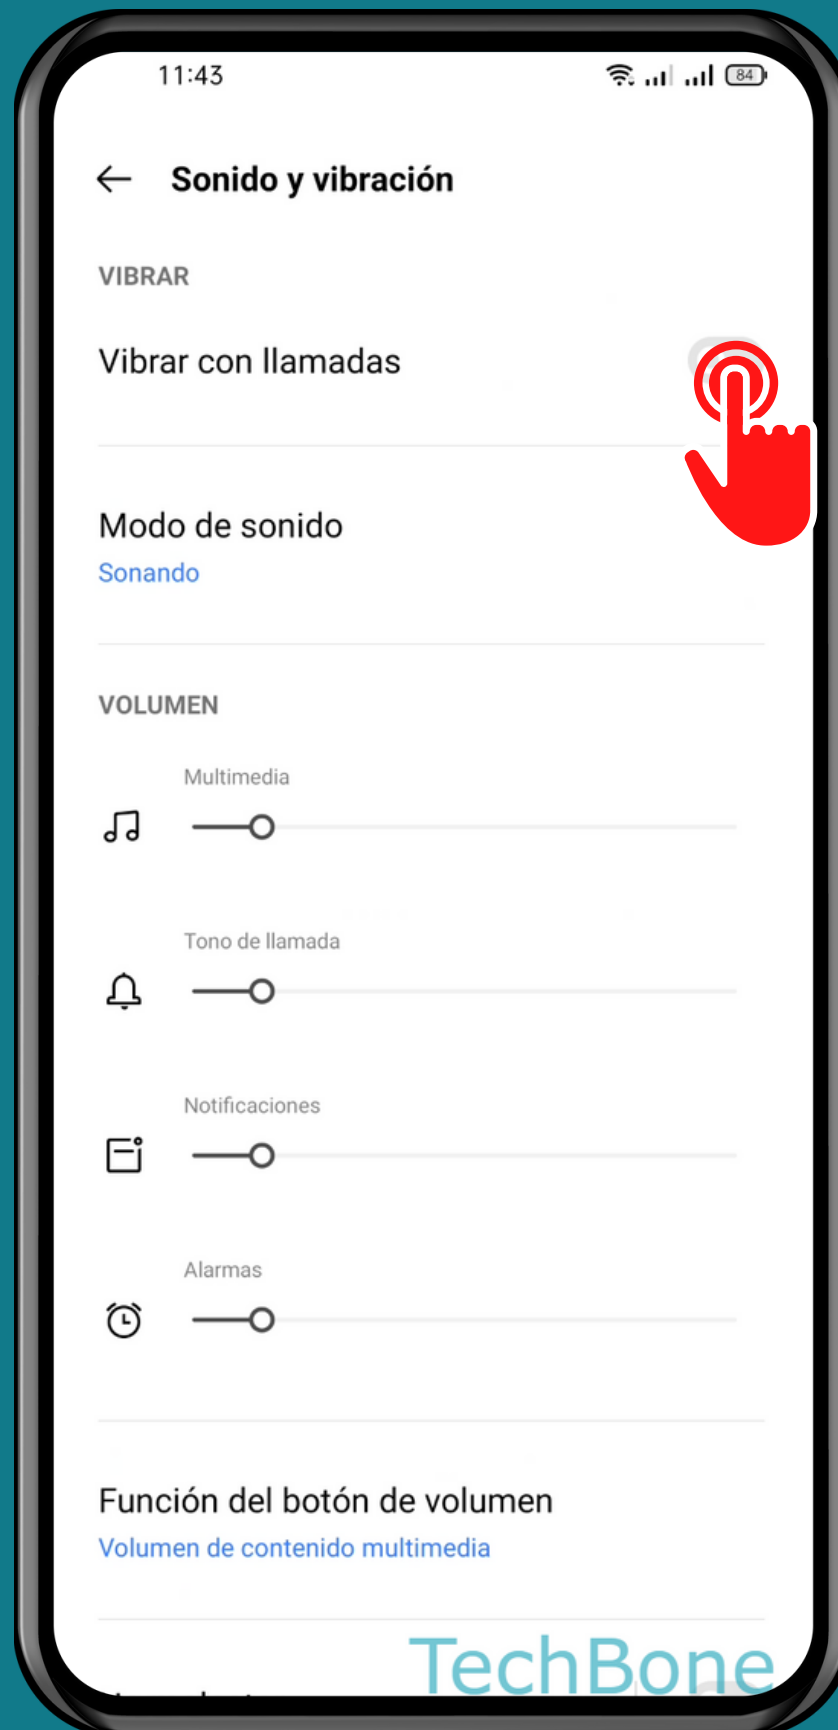 11:43
84
Sonido y vibración
VIBRAR
Vibrar con llamadas
Modo de sonido
Sonando
VOLUMEN
Multimedia
Tono de llamada
Notificaciones
Alarmas
Función del botón de volumen
Volumen de contenido multimedia
TechBone